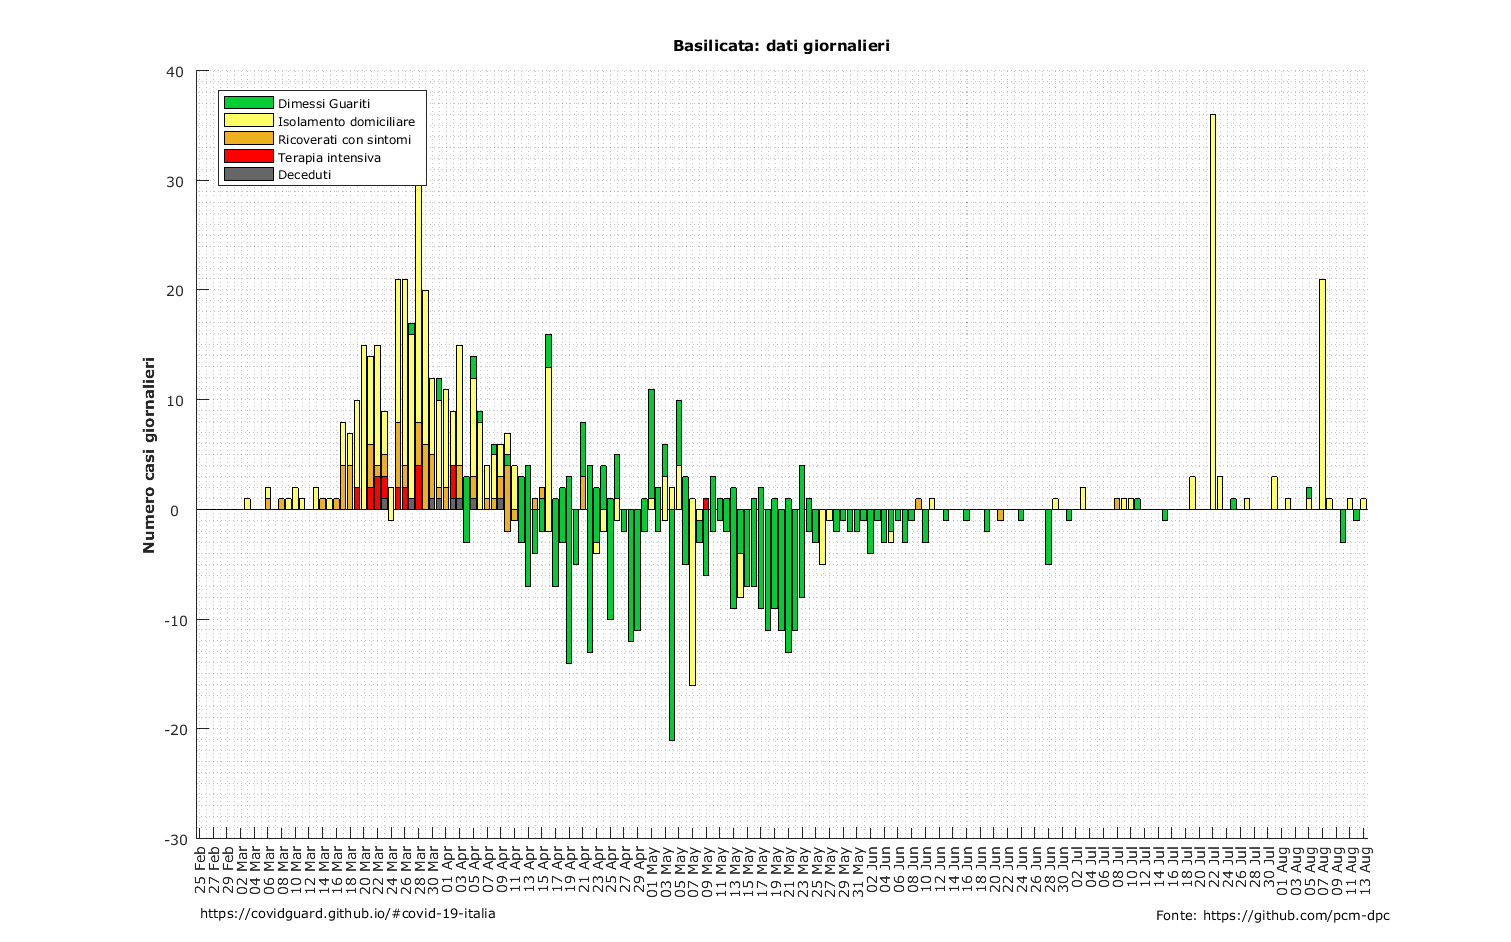 Basilicata: dati giornalieri
40
30
20
10
0
-10
-20
-30
Numero casi giornalieri
Dimessi Guariti
Isolamento domiciliare
Ricoverati con sintomi
Terapia intensiva
Deceduti
25 Feb
27 Feb
29 Feb
02 Mar
04 Mar
06 Mar
08 Mar
10 Mar
12 Mar
14 Mar
16 Mar
18 Mar
20 Mar
22 Mar
24 Mar
26 Mar
28 Mar
30 Mar
01 Apr
03 Apr
05 Apr
07 Apr
09 Apr
11 Apr
13 Apr
15 Apr
17 Apr
19 Apr
21 Apr
23 Apr
25 Apr
27 Apr
29 Apr
01 May
03 May
05 May
07 May
09 May
11 May
13 May
15 May
17 May
19 May
21 May
23 May
25 May
27 May
29 May
31 May
02 Jun
04 Jun
06 Jun
08 Jun
10 Jun
12 Jun
14 Jun
16 Jun
18 Jun
20 Jun
22 Jun
24 Jun
26 Jun
28 Jun
30 Jun
02 Jul
04 Jul
06 Jul
08 Jul
10 Jul
12 Jul
14 Jul
16 Jul
18 Jul
20 Jul
22 Jul
24 Jul
26 Jul
28 Jul
30 Jul
01 Aug
03 Aug
05 Aug
07 Aug
09 Aug
11 Aug
13 Aug
https://covidguard.github.io/#covid-19-italia
Fonte: https://github.com/pcm-dpc